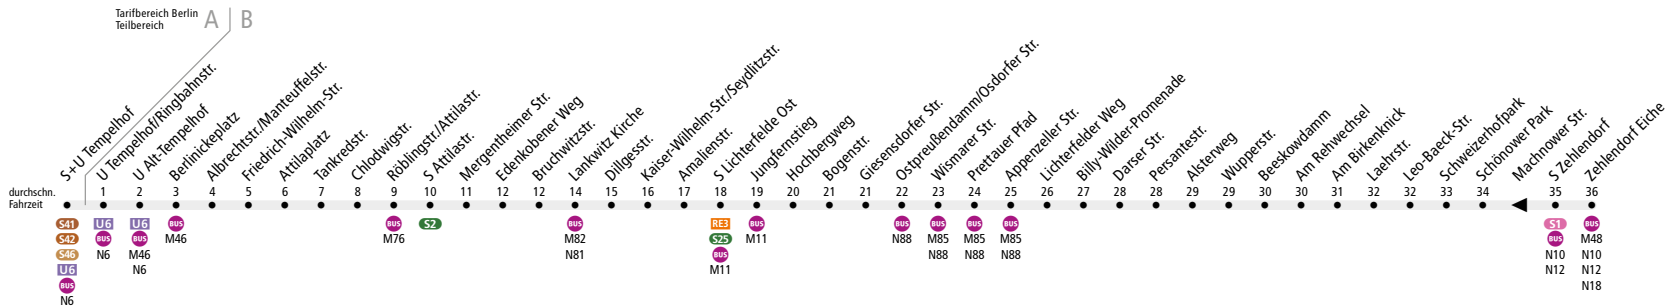 Tarifbereich Berlin
Teilbereich
A
B
S+U Tempelhof
U Tempelhof/Ringbahnstr.
U Alt-Tempelhof
Berlinickeplatz
Albrechtstr./Manteuffelstr.
Friedrich-Wilhelm-Str.
Attilaplatz
Tankredstr.
Chlodwigstr.
Röblingstr./Attilastr.
S Attilastr.
Mergentheimer Str.
Edenkobener Weg
Bruchwitzstr.
Lankwitz Kirche
Dillgesstr.
Kaiser-Wilhelm-Str./Seydlitzstr.
Amalienstr.
S Lichterfelde Ost
Jungfernstieg
Hochbergweg
Bogenstr.
Giesensdorfer Str.
Ostpreußendamm/Osdorfer Str.
Wismarer Str.
Prettauer Pfad
Appenzeller Str.
Lichterfelder Weg
Billy-Wilder-Promenade
Darser Str.
Persantestr.
Alsterweg
Wupperstr.
Beeskowdamm
Am Rehwechsel
Am Birkenknick
Laehrstr.
Leo-Baeck-Str.
Schweizerhofpark
Schönower Park
Machnower Str.
S Zehlendorf
Zehlendorf Eiche
durchschn.
Fahrzeit
1 2 3 4 5 6 7 8 9 10 11 12 12 14 15 16 17 18 19 20 21 21 22 23 24 25 26 27 28 28 29 29 30 30 31 32 32 33 34 35 36
S41
S42
S46
U6
BUS
N6
U6
BUS
N6
U6
BUS
M46
N6
BUS
M46
BUS
M76
S2
BUS
M82
N81
RE3
S25
BUS
M11
BUS
M11
BUS
N88
BUS
M85
N88
BUS
M85
N88
BUS
M85
N88
S1
BUS
N10
N12
BUS
M48
N10
N12
N18